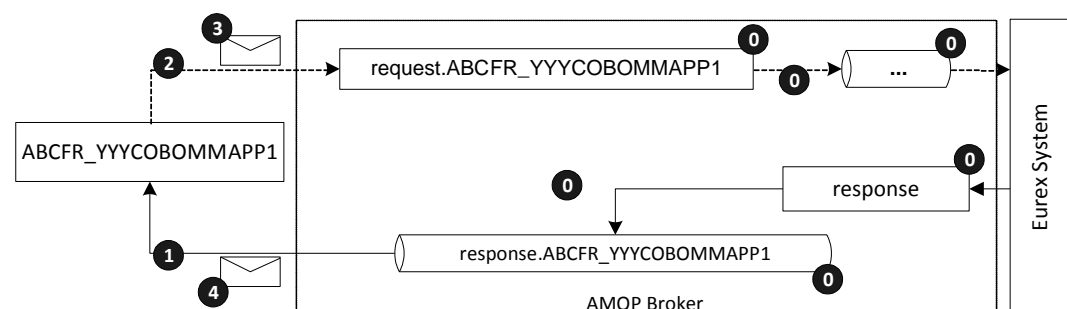 3
0
0
2
request.ABCFR_YYYCOBOMMAPP1
0
...
ABCFR_YYYCOBOMMAPP1
0
0
response
Eurex System
1
response.ABCFR_YYYCOBOMMAPP1
0
4
AMQP Broker